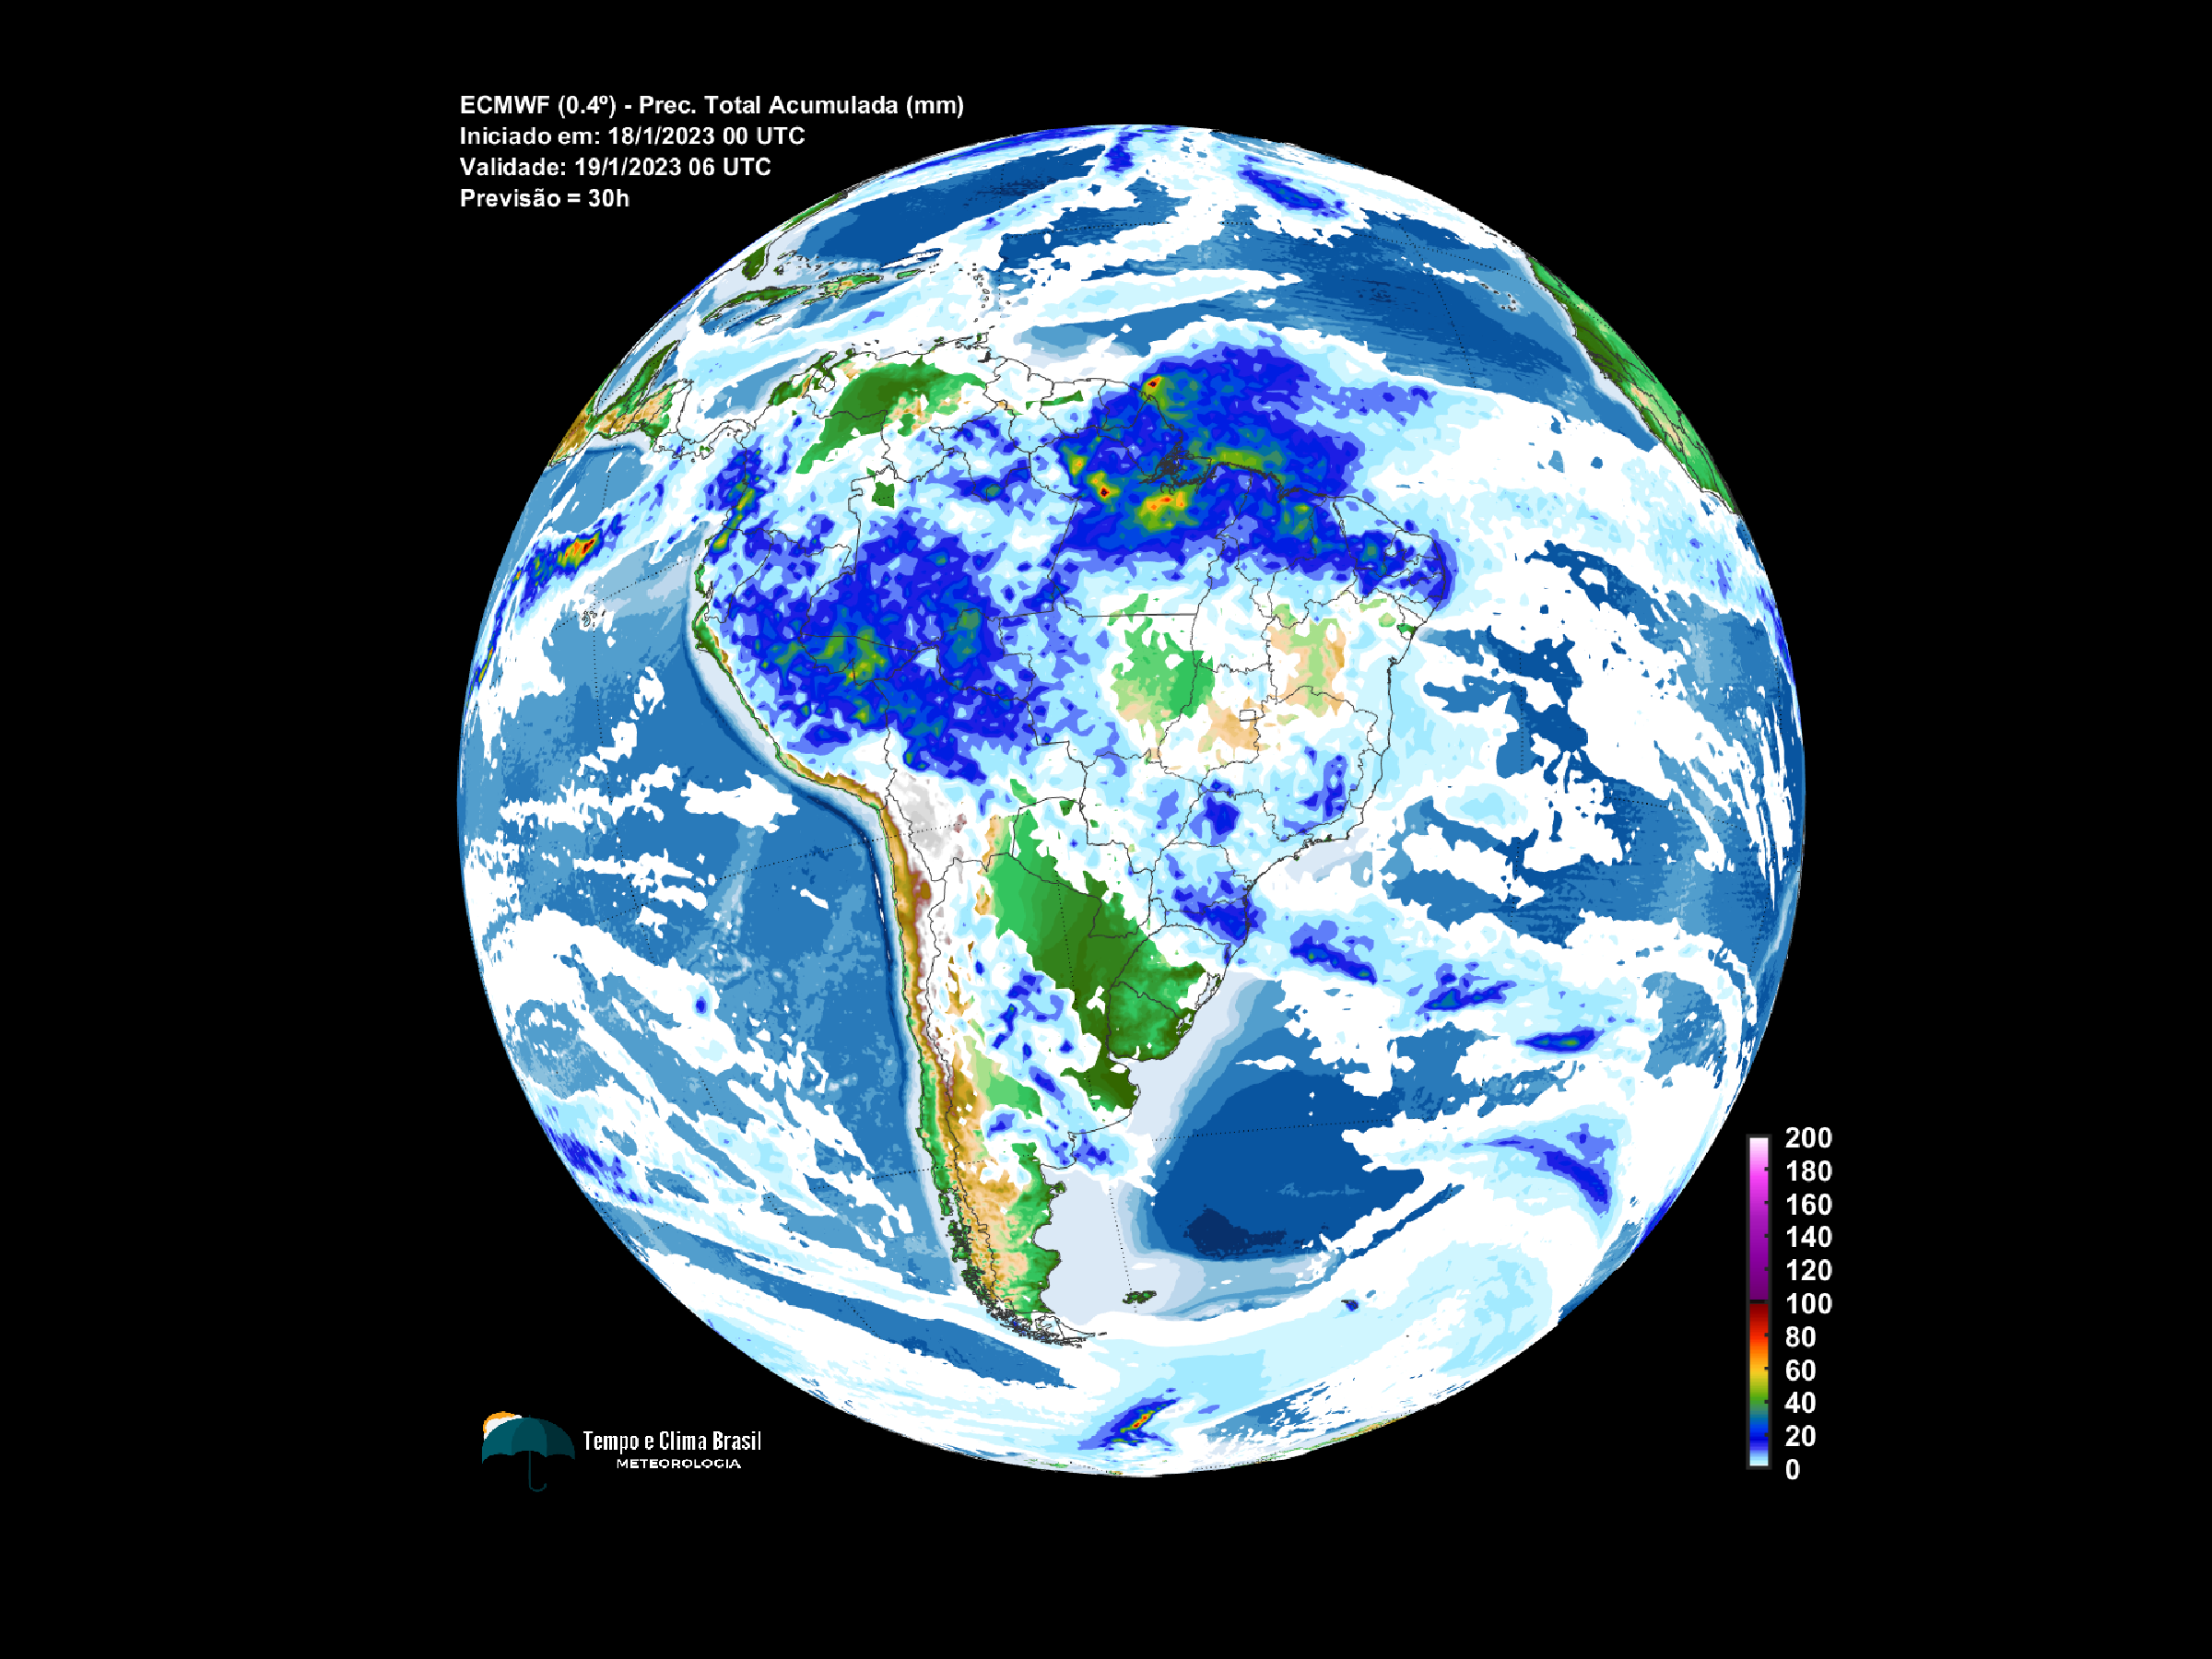 ECMWF (0.4º) - Prec. Total Acumulada (mm)
Iniciado em: 18/1/2023 00 UTC
Validade: 19/1/2023 06 UTC
Previsão = 30h
200
180
160
140
120
100
80
60
40
20
0
Tempo e Clima Brasil
METEOROLOGIA